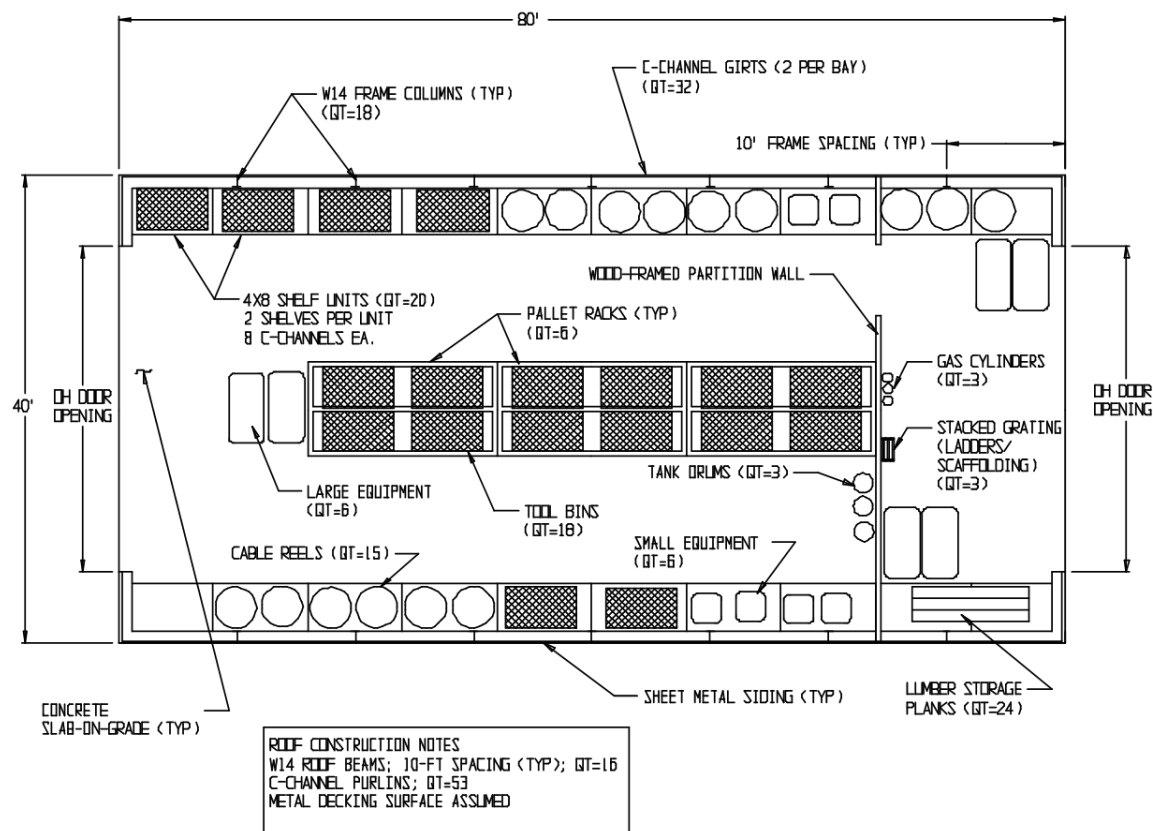 80'
C-CHANNEL GIRTS (2 PER BAY)
(QT=32)
W14 FRAME COLUMNS (TYP)
(QT=18)
10' FRAME SPACING (TYP)
WOOD-FRAMED PARTITION WALL
4X8 SHELF UNITS (QT=20)
2 SHELVES PER UNIT
8 C-CHANNELS EA.
PALLET RACKS (TYP)
(QT=6)
GAS CYLINDERS
(QT=3)
OH DOOR
OPENING
40'
OH DOOR
OPENING
STACKED GRATING
(LADDERS/
SCAFFOLDING)
(QT=3)
TANK DRUMS (QT=3)
LARGE EQUIPMENT
(QT=6)
TOOL BINS
(QT=18)
SMALL EQUIPMENT
(QT=6)
CABLE REELS (QT=15)
SHEET METAL SIDING (TYP)
LUMBER STORAGE
PLANKS (QT=24)
CONCRETE
SLAB-ON-GRADE (TYP)
ROOF CONSTRUCTION NOTES
W14 ROOF BEAMS; 10-FT SPACING (TYP); QT=16
C-CHANNEL PURLINS; QT=53
METAL DECKING SURFACE ASSUMED